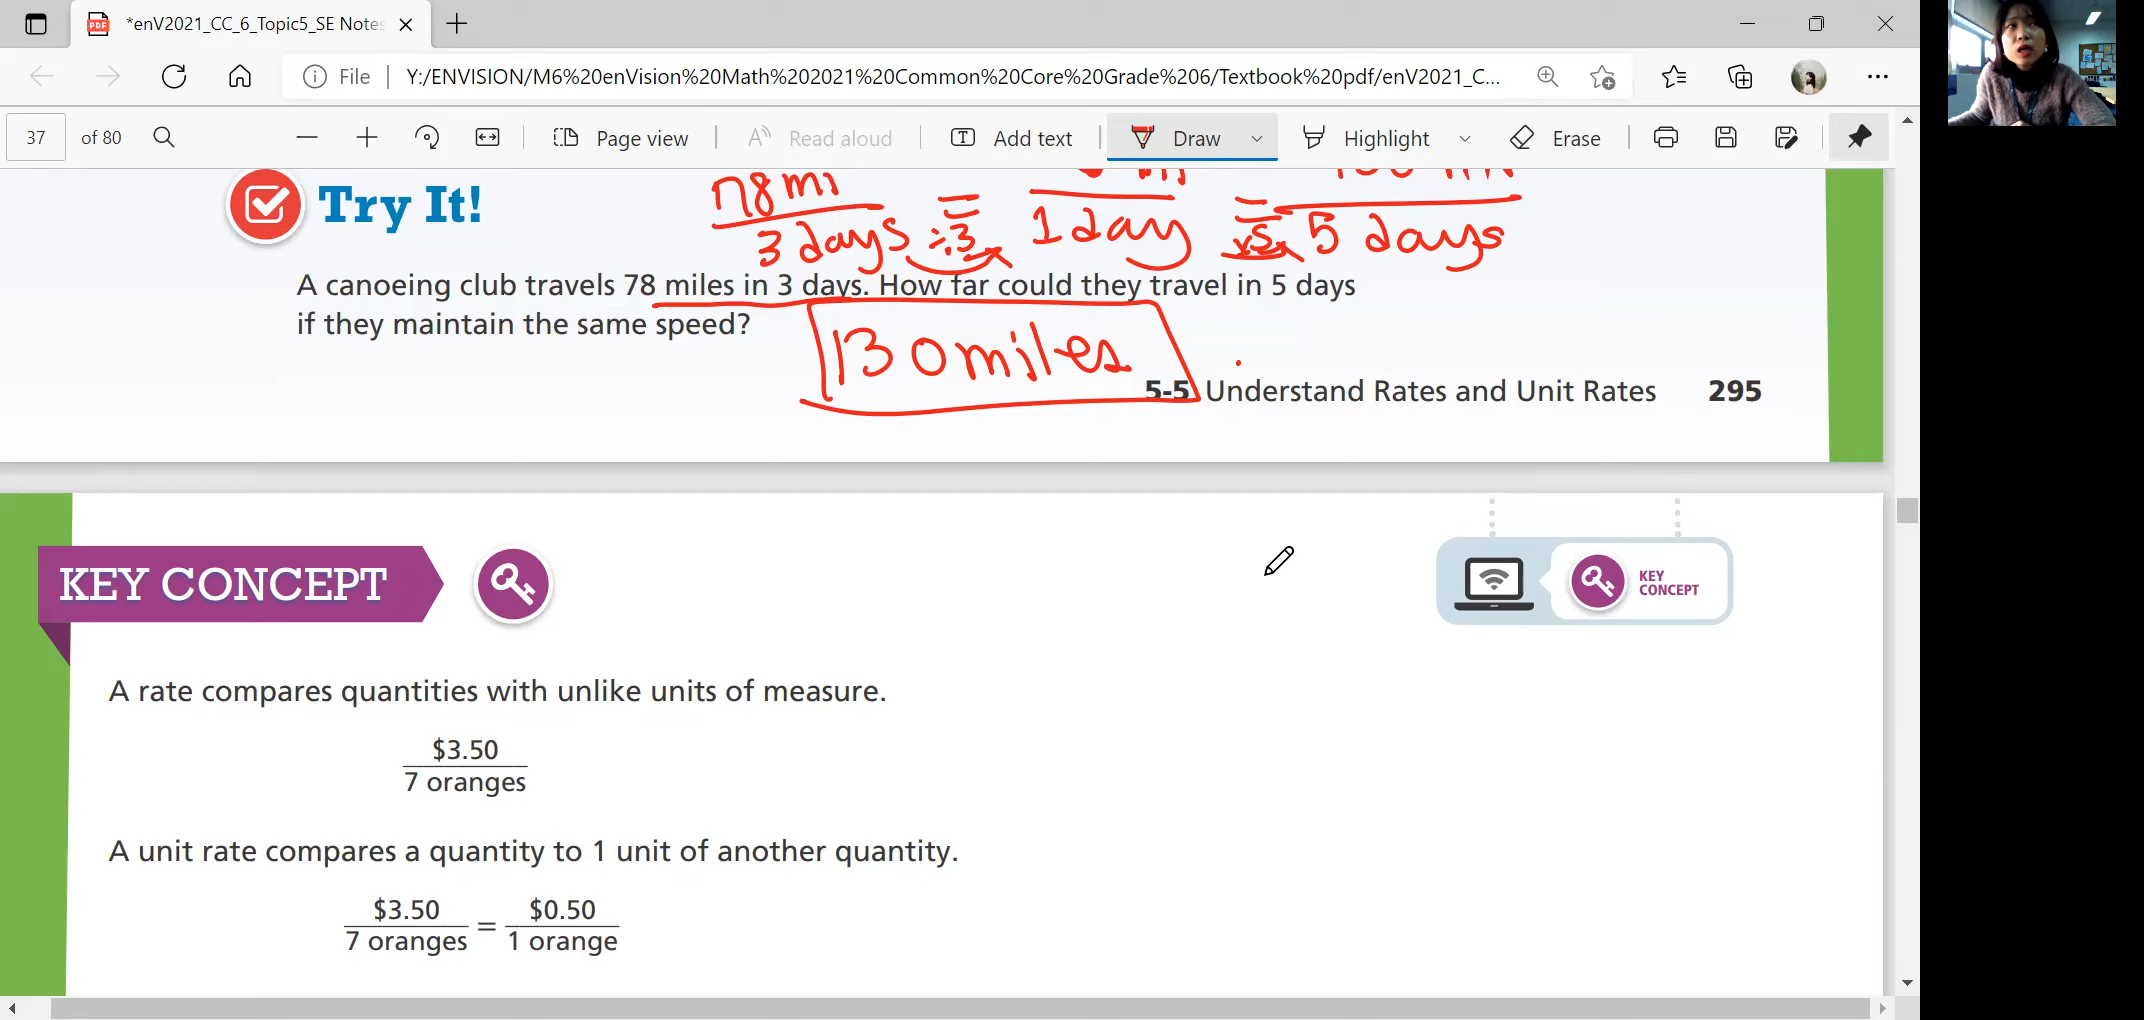 *enV2021_CC_6_Topic5_SE Notes
File Y:/ENVISION/M6%20enVision%20Math%202021%20Common%20Core%20Grade%206/Textbook%20pdf/enV2021_C...
37 of 80 Page view Read aloud Add text Draw Highlight Erase
Try It!
78 mi
3 days ÷3 = 1 day = x5 5 days
A canoeing club travels 78 miles in 3 days. How far could they travel in 5 days
if they maintain the same speed?
130 miles
5-5 Understand Rates and Unit Rates 295
KEY CONCEPT
KEY
CONCEPT
A rate compares quantities with unlike units of measure.
$3.50
7 oranges
A unit rate compares a quantity to 1 unit of another quantity.
$3.50 = $0.50
7 oranges 1 orange